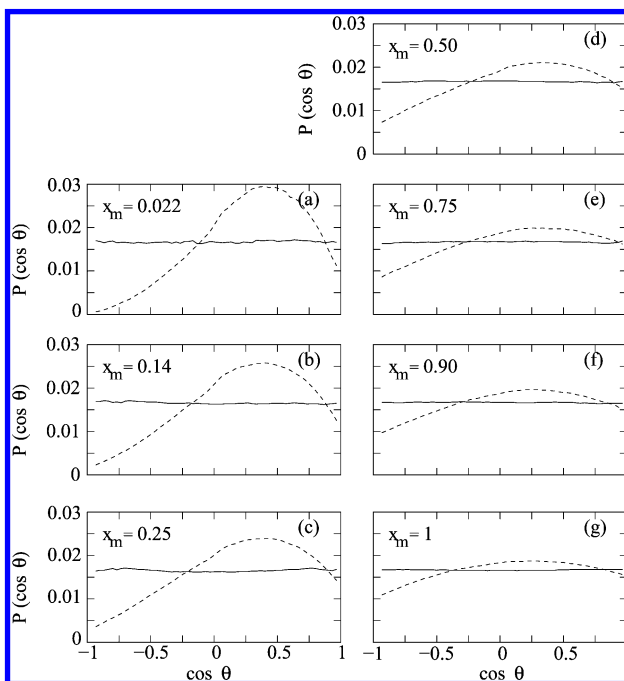 0.03
x_m = 0.50
(d)
0.02
0.01
0
P (cos θ)
0.03
x_m = 0.022
(a)
0.02
0.01
0
P (cos θ)
x_m = 0.75
(e)
0.03
x_m = 0.14
(b)
0.02
0.01
0
P (cos θ)
x_m = 0.90
(f)
0.03
x_m = 0.25
(c)
0.02
0.01
0
P (cos θ)
x_m = 1
(g)
−1 −0.5 0 0.5 1
cos θ
−1 −0.5 0 0.5 1
cos θ